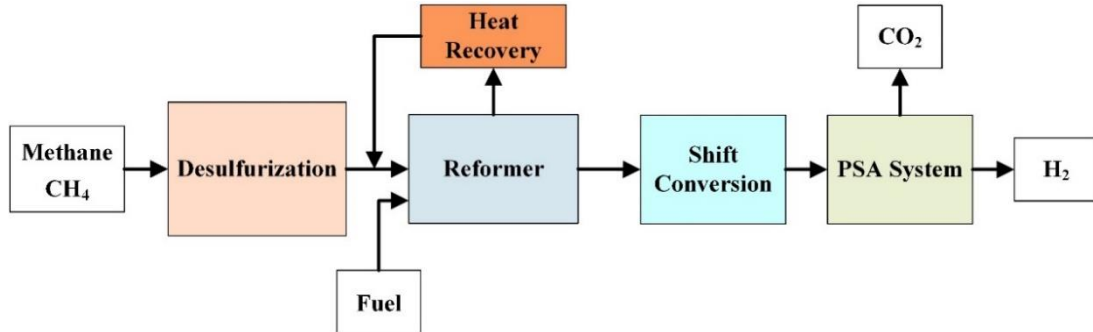 Heat
Recovery
CO₂
Methane
CH₄
Desulfurization
Reformer
Shift
Conversion
PSA System
H₂
Fuel